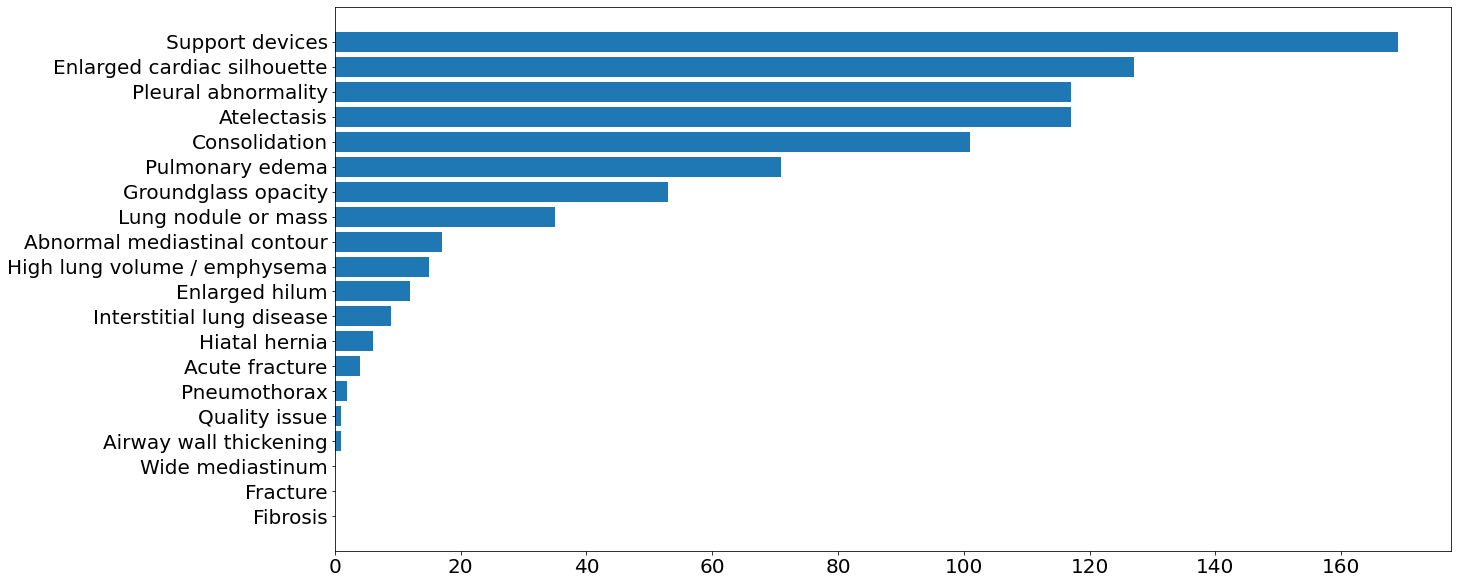 Support devices
Enlarged cardiac silhouette
Pleural abnormality
Atelectasis
Consolidation
Pulmonary edema
Groundglass opacity
Lung nodule or mass
Abnormal mediastinal contour
High lung volume / emphysema
Enlarged hilum
Interstitial lung disease
Hiatal hernia
Acute fracture
Pneumothorax
Quality issue
Airway wall thickening
Wide mediastinum
Fracture
Fibrosis
0 20 40 60 80 100 120 140 160